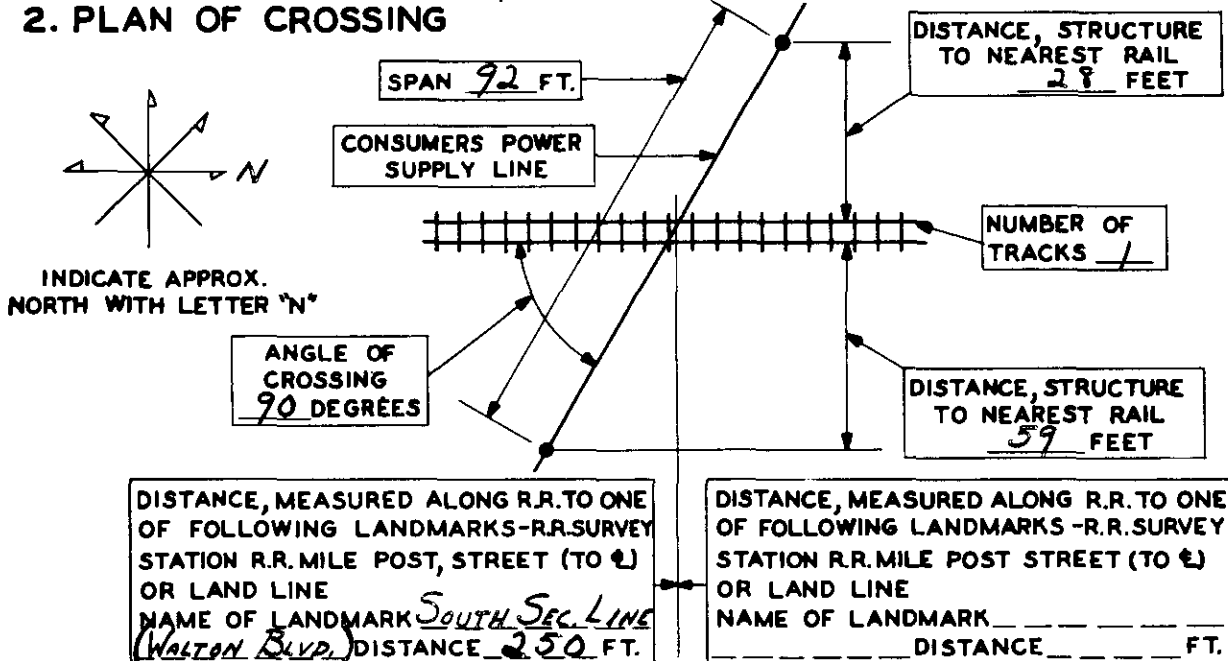 2. PLAN OF CROSSING
SPAN 92 FT.
DISTANCE, STRUCTURE
TO NEAREST RAIL
28 FEET
CONSUMERS POWER
SUPPLY LINE
N
NUMBER OF
TRACKS 1
INDICATE APPROX.
NORTH WITH LETTER "N"
ANGLE OF
CROSSING
90 DEGREES
DISTANCE, STRUCTURE
TO NEAREST RAIL
59 FEET
DISTANCE, MEASURED ALONG R.R. TO ONE
OF FOLLOWING LANDMARKS-R.R. SURVEY
STATION R.R. MILE POST, STREET (TO ℄)
OR LAND LINE
NAME OF LANDMARK SOUTH SEC. LINE
(WALTON BLVD.) DISTANCE 250 FT.
DISTANCE, MEASURED ALONG R.R. TO ONE
OF FOLLOWING LANDMARKS -R.R. SURVEY
STATION R.R. MILE POST STREET (TO ℄)
OR LAND LINE
NAME OF LANDMARK
DISTANCE FT.